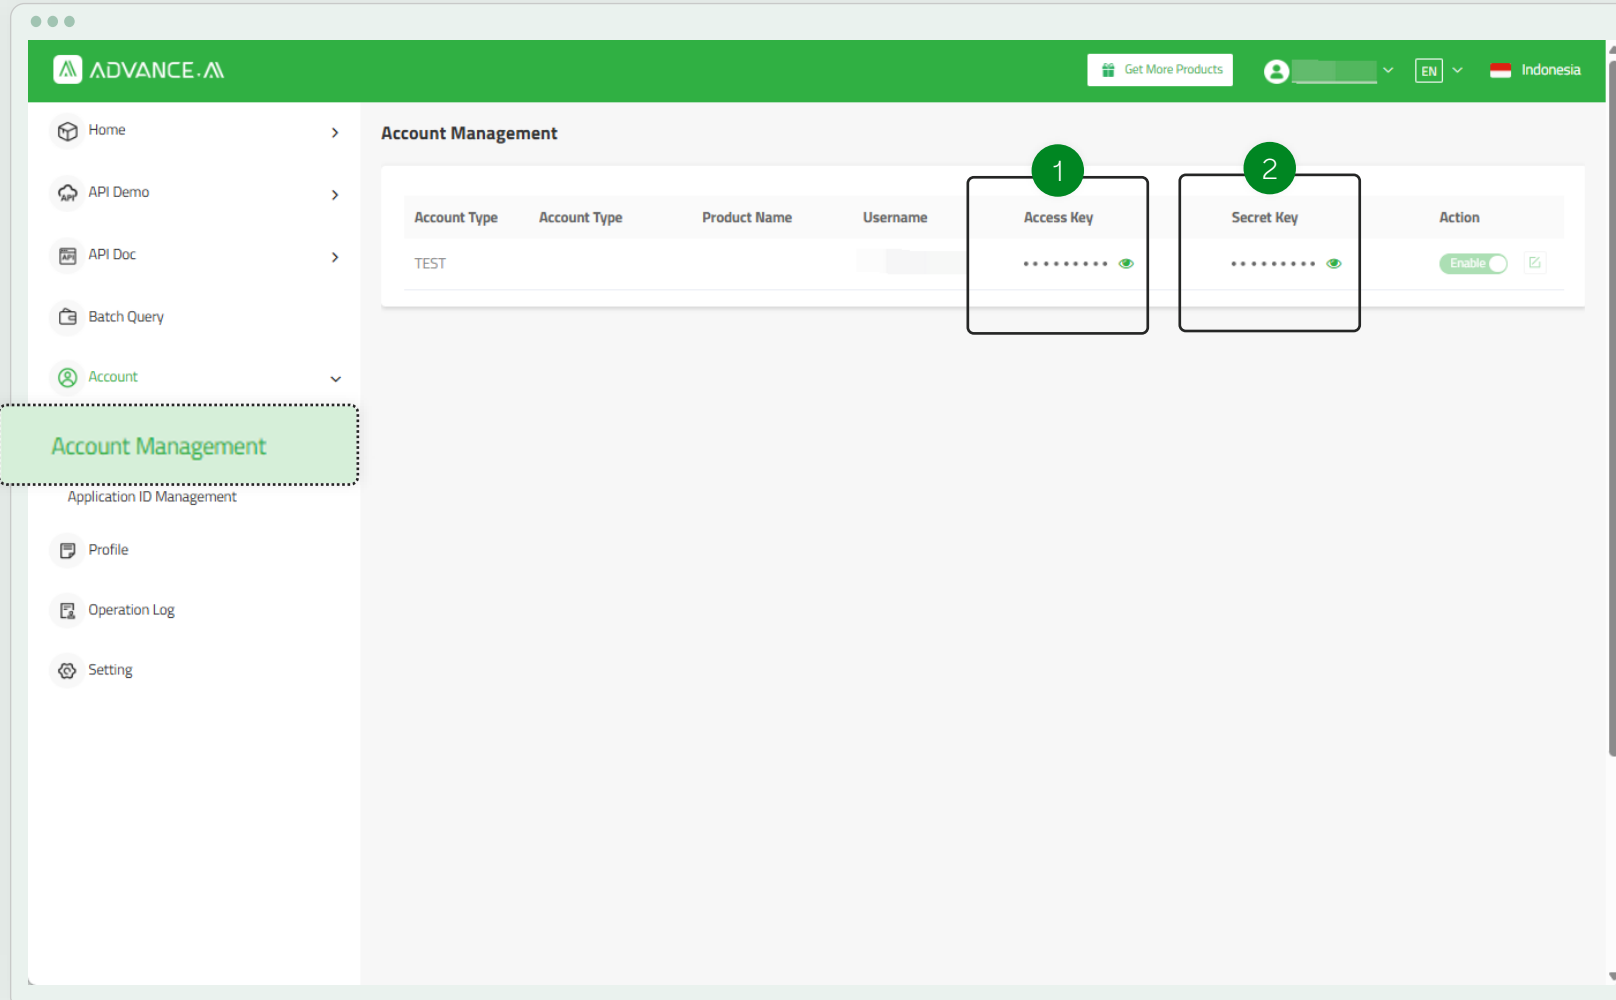 ADVANCE.AI
Get More Products
EN
Indonesia
Home
API Demo
API Doc
Batch Query
Account
Account Management
Application ID Management
Profile
Operation Log
Setting
Account Management
1
2
Account Type Account Type Product Name Username Access Key Secret Key Action
TEST ••••••••• ••••••••• Enable